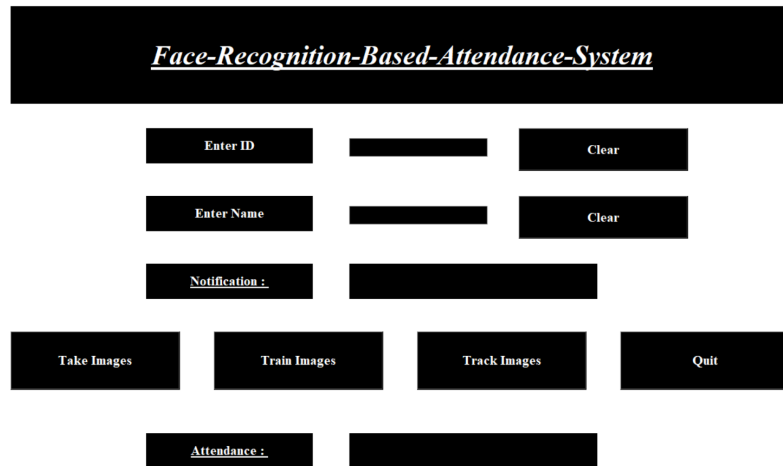 Face-Recognition-Based-Attendance-System
Enter ID
Clear
Enter Name
Clear
Notification :
Take Images
Train Images
Track Images
Quit
Attendance :